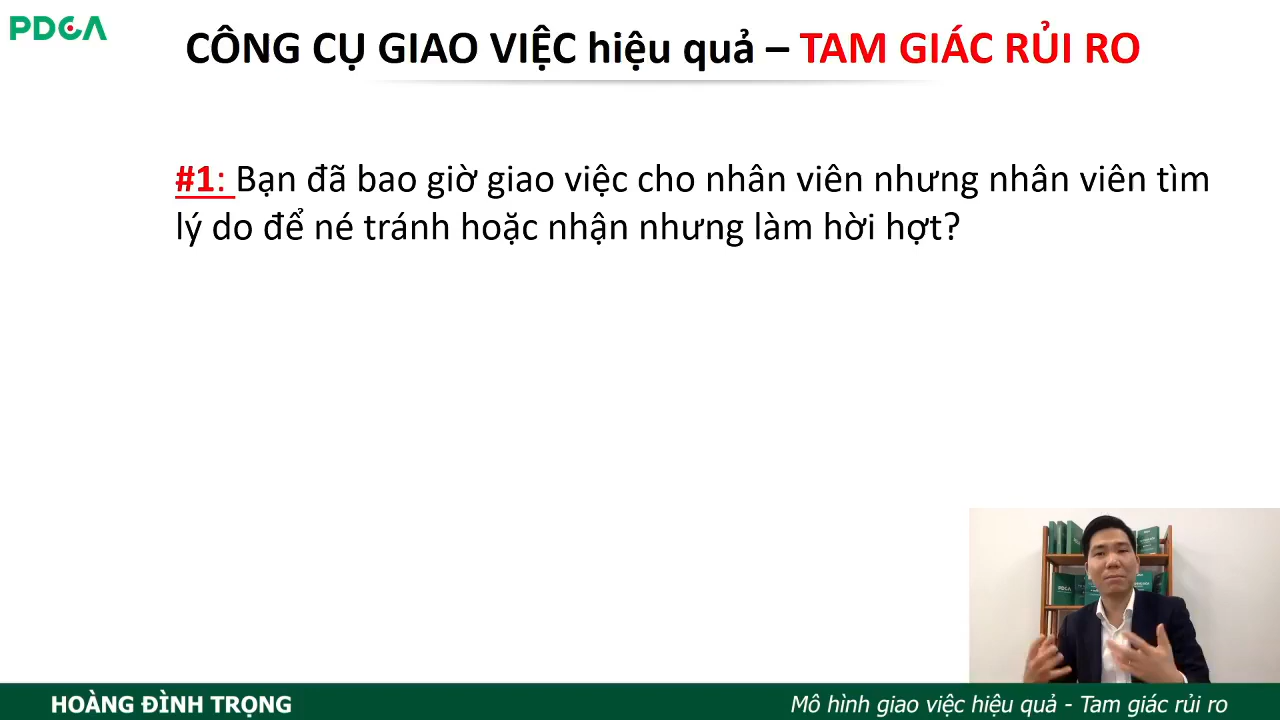 PDCA
CÔNG CỤ GIAO VIỆC hiệu quả – TAM GIÁC RỦI RO
#1: Bạn đã bao giờ giao việc cho nhân viên nhưng nhân viên tìm
lý do để né tránh hoặc nhận nhưng làm hời hợt?
PDCA
HOÀNG ĐÌNH TRỌNG
Mô hình giao việc hiệu quả - Tam giác rủi ro